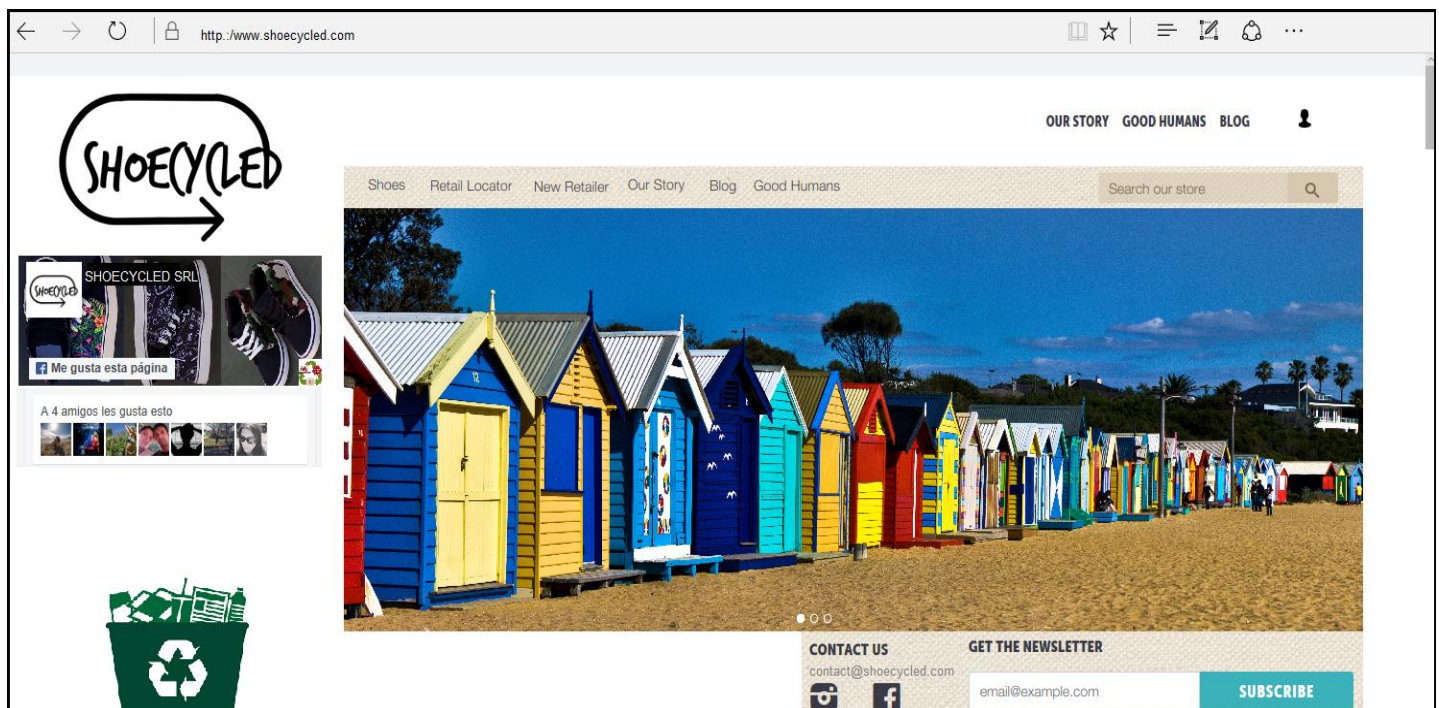 http.:/www.shoecycled.com
OUR STORY GOOD HUMANS BLOG
SHOECYCLED
Shoes Retail Locator New Retailer Our Story Blog Good Humans
Search our store
SHOECYCLED SRL
SHOECYCLED
Me gusta esta página
A 4 amigos les gusta esto
12
CONTACT US
contact@shoecycled.com
GET THE NEWSLETTER
email@example.com
SUBSCRIBE